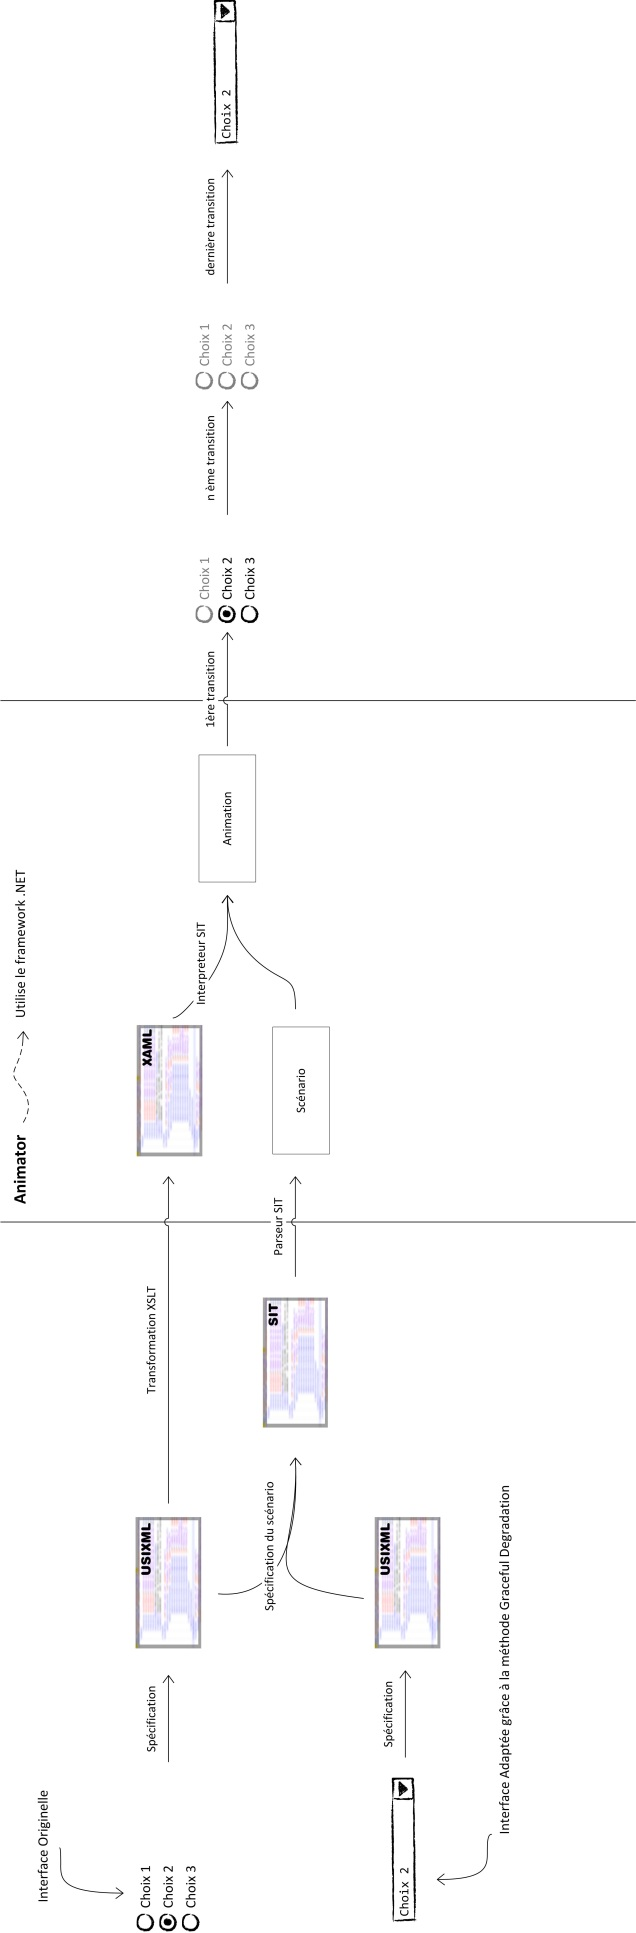 Interface Originelle
Choix 1
Choix 2
Choix 3
Spécification
USIXML
Transformation XSLT
Choix 2
Interface Adaptée grâce à la méthode Graceful Degradation
Spécification
USIXML
Spécification du scénario
SIT
Parseur SIT
Animator
Utilise le framework .NET
XAML
Scénario
Interpreteur SIT
Animation
1ère transition
Choix 1
Choix 2
Choix 3
n ème transition
Choix 1
Choix 2
Choix 3
dernière transition
Choix 2